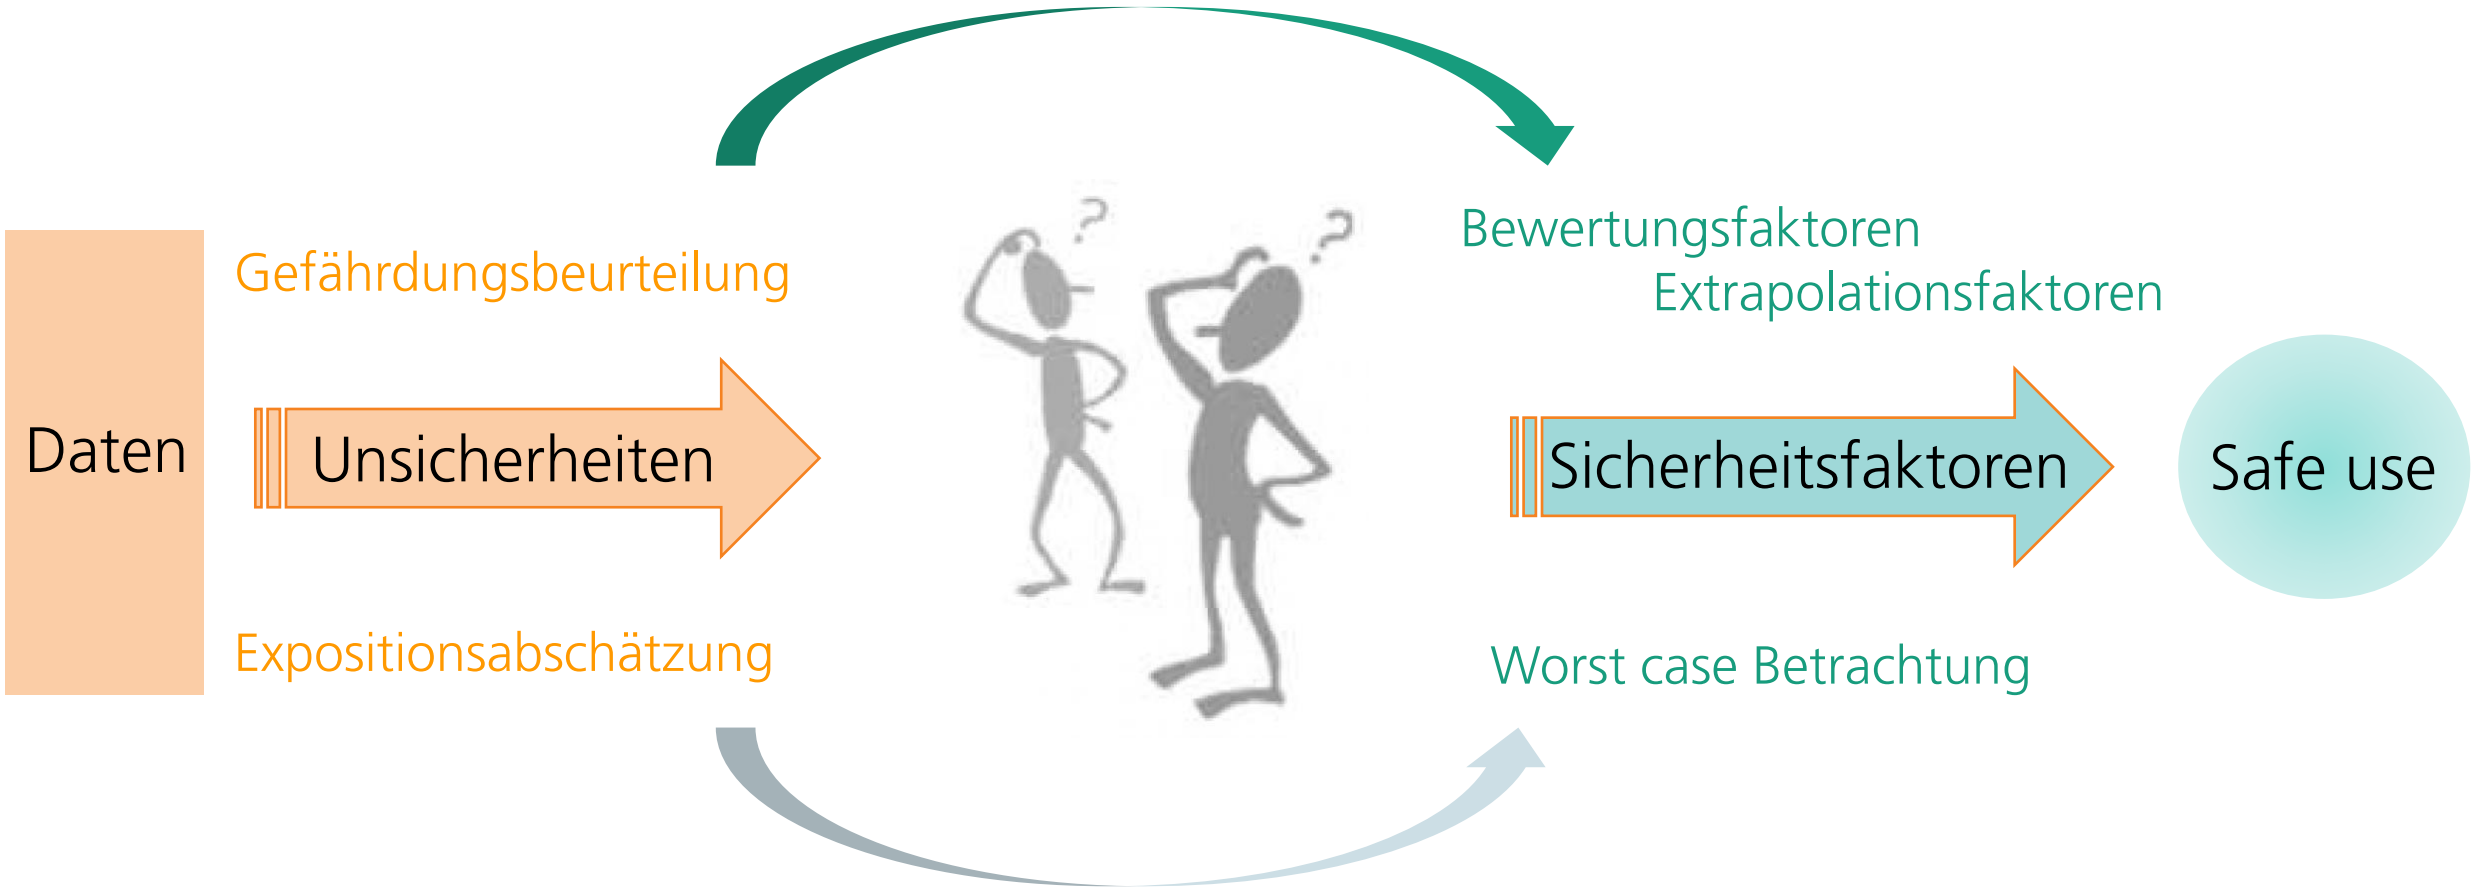 Daten
Gefährdungsbeurteilung
Unsicherheiten
Expositionsabschätzung
? ?
Bewertungsfaktoren
Extrapolationsfaktoren
Sicherheitsfaktoren
Worst case Betrachtung
Safe use